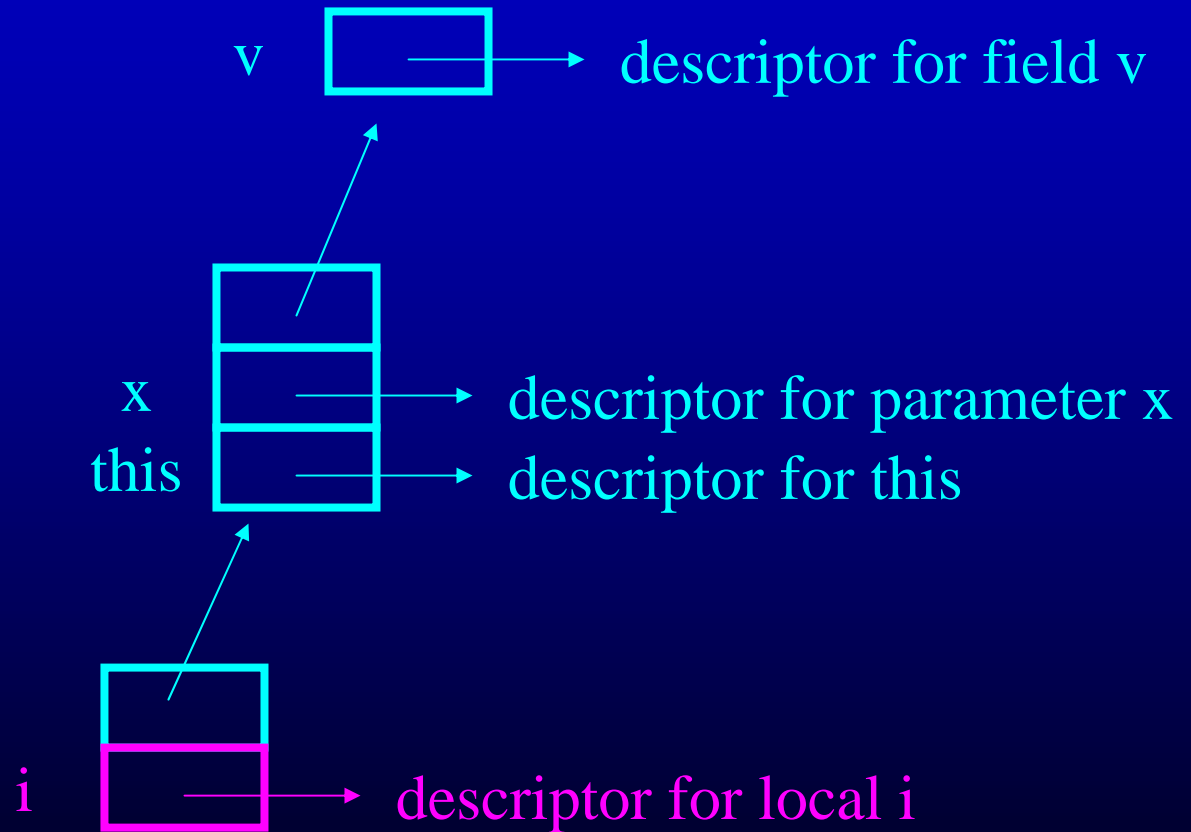 v descriptor for field v
x descriptor for parameter x
this descriptor for this
i descriptor for local i